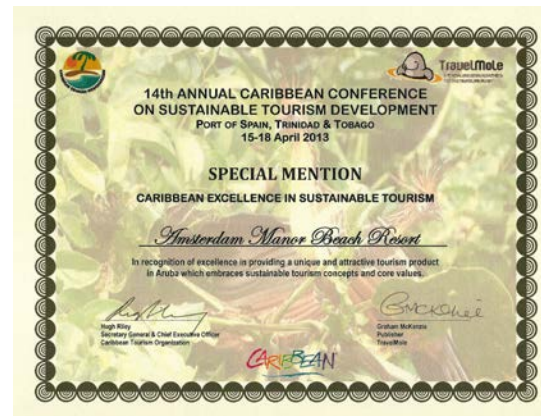 TravelMole
14th ANNUAL CARIBBEAN CONFERENCE
ON SUSTAINABLE TOURISM DEVELOPMENT
PORT OF SPAIN, TRINIDAD & TOBAGO
15-18 April 2013
SPECIAL MENTION
CARIBBEAN EXCELLENCE IN SUSTAINABLE TOURISM
Amsterdam Manor Beach Resort
In recognition of excellence in providing a unique and attractive tourism product
in Aruba which embraces sustainable tourism concepts and core values.
Hugh Riley
Secretary General & Chief Executive Officer
Caribbean Tourism Organization
GMcKenzie
Graham McKenzie
Publisher
TravelMole
CARIBBEAN